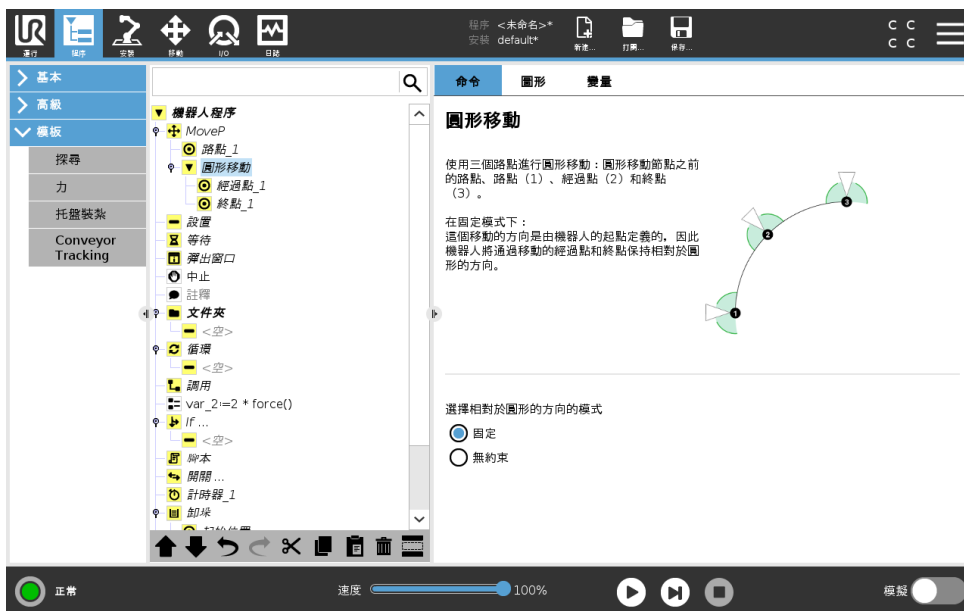 運行
程序
安裝
移動
I/O
日誌
程序 <未命名>*
安裝 default*
新建...
打開...
保存...
C C
C C
基本
高級
模板
探尋
力
托盤裝紮
Conveyor Tracking
機器人程序
MoveP
路點_1
圓形移動
經過點_1
終點_1
設置
等待
彈出窗口
中止
註釋
文件夾
<空>
循環
<空>
調用
var_2≔2 * force()
If ...
<空>
腳本
開關 ...
計時器_1
卸垛
起始位置
命令
圖形
變量
圓形移動
使用三個路點進行圓形移動：圓形移動節點之前
的路點、路點（1）、經過點（2）和終點
（3）。
在固定模式下：
這個移動的方向是由機器人的起點定義的，因此
機器人將通過移動的經過點和終點保持相對於圓
形的方向。
1
2
3
選擇相對於圓形的方向的模式
固定
無約束
正常
速度
100%
模擬